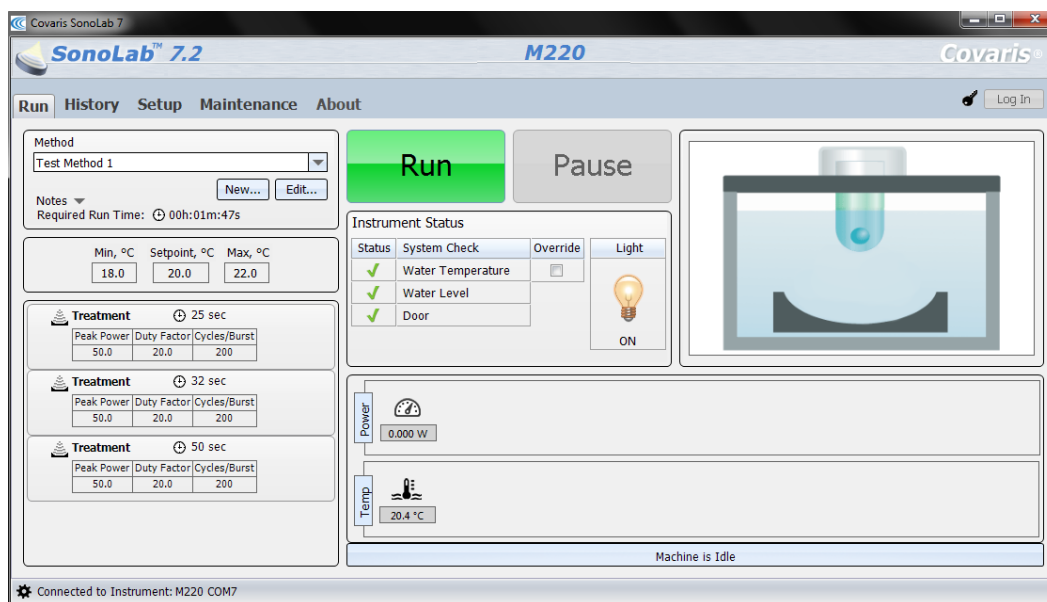 Covaris SonoLab 7
SonoLab™ 7.2
M220
Covaris®
Run History Setup Maintenance About
Log In
Method
Test Method 1
New... Edit...
Notes
Required Run Time: 00h:01m:47s
Min, ºC Setpoint, ºC Max, ºC
18.0 20.0 22.0
Treatment 25 sec
Peak Power Duty Factor Cycles/Burst
50.0 20.0 200
Treatment 32 sec
Peak Power Duty Factor Cycles/Burst
50.0 20.0 200
Treatment 50 sec
Peak Power Duty Factor Cycles/Burst
50.0 20.0 200
Run
Pause
Instrument Status
Status System Check Override Light
Water Temperature
Water Level
Door
ON
Power
0.000 W
Temp
20.4 °C
Machine is Idle
Connected to Instrument: M220 COM7